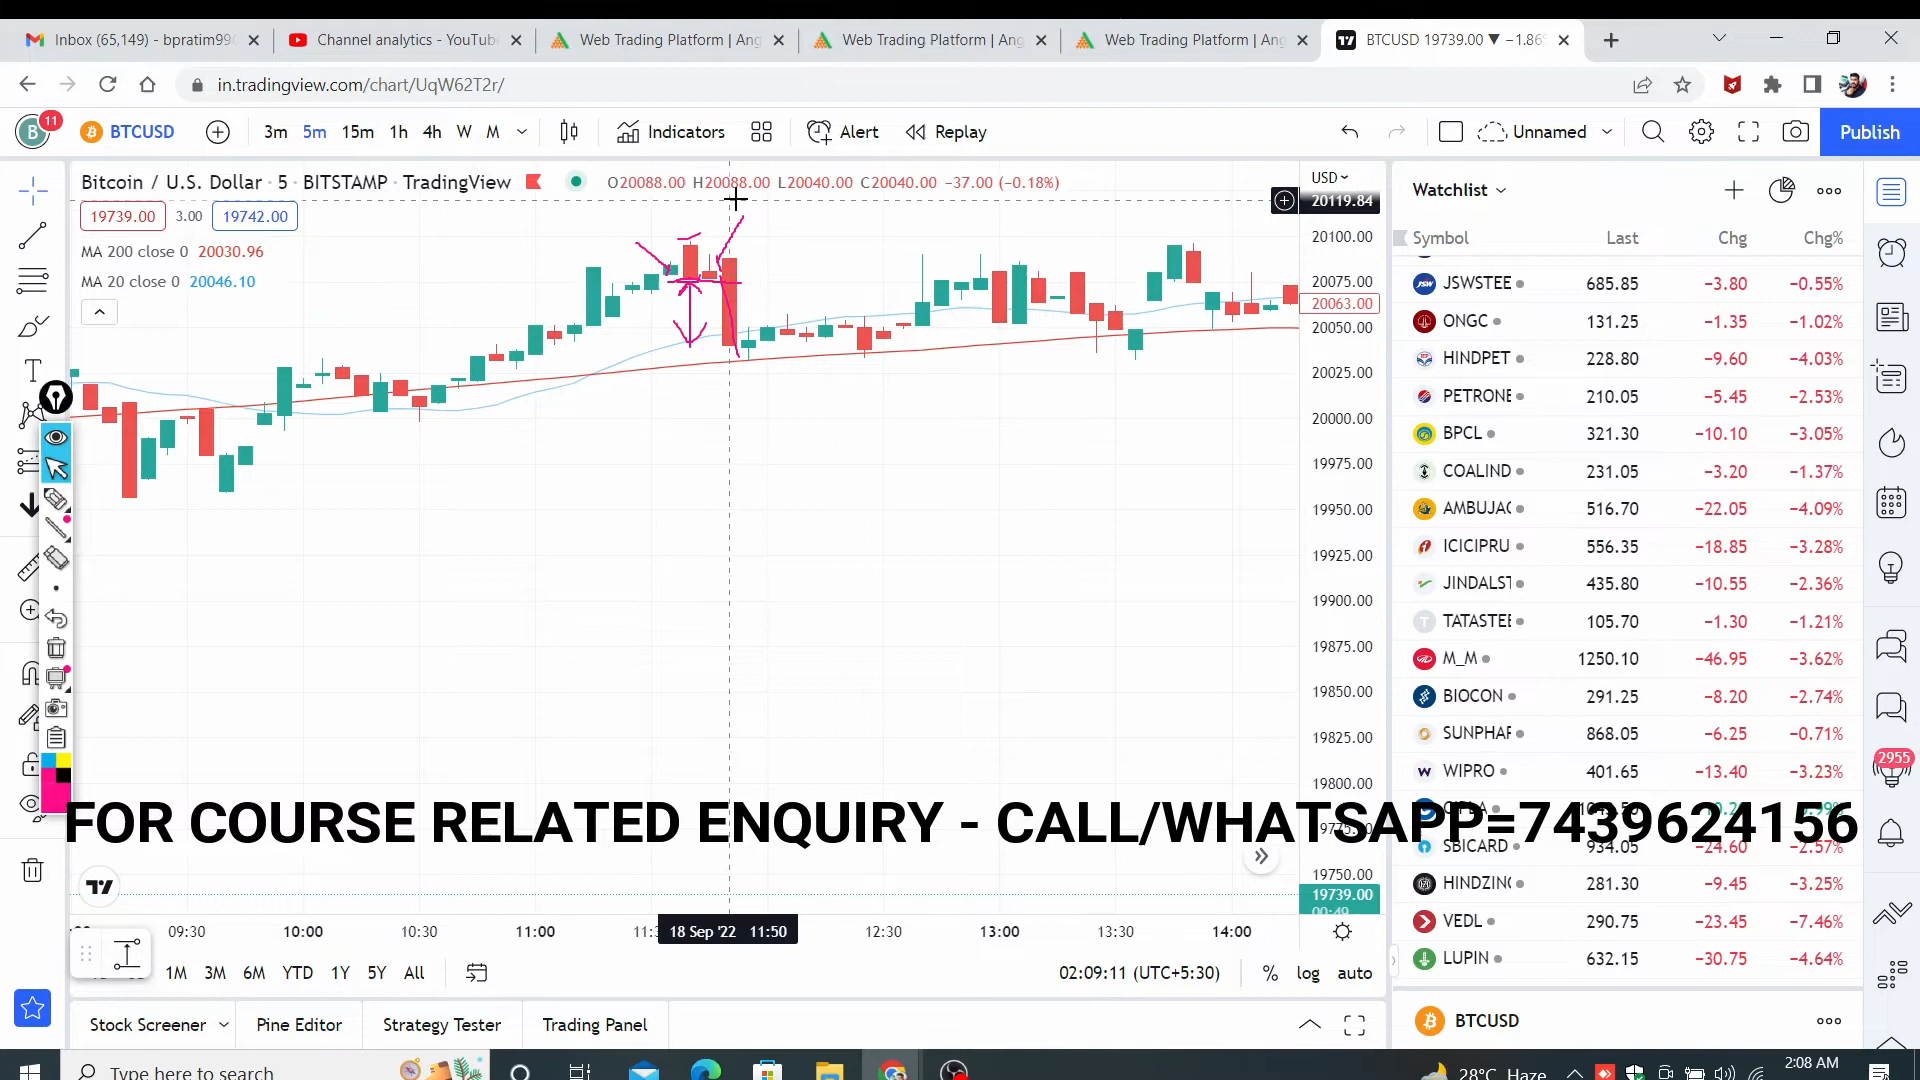 Inbox (65,149) - bpratim99
Channel analytics - YouTub
Web Trading Platform | Ang
Web Trading Platform | Ang
Web Trading Platform | Ang
BTCUSD 19739.00 ▼ −1.86
in.tradingview.com/chart/UqW62T2r/
B 11 BTCUSD 3m 5m 15m 1h 4h W M Indicators Alert Replay Unnamed Publish
Bitcoin / U.S. Dollar · 5 · BITSTAMP · TradingView O20088.00 H20088.00 L20040.00 C20040.00 −37.00 (−0.18%)
19739.00 3.00 19742.00
MA 200 close 0 20030.96
MA 20 close 0 20046.10
USD
20119.84
20100.00
20075.00
20063.00
20050.00
20025.00
20000.00
19975.00
19950.00
19925.00
19900.00
19875.00
19850.00
19825.00
19800.00
19750.00
19739.00
00:49
Watchlist
Symbol Last Chg Chg%
JSWSTEE 685.85 −3.80 −0.55%
ONGC 131.25 −1.35 −1.02%
HINDPET 228.80 −9.60 −4.03%
PETRONE 210.05 −5.45 −2.53%
BPCL 321.30 −10.10 −3.05%
COALIND 231.05 −3.20 −1.37%
AMBUJAC 516.70 −22.05 −4.09%
ICICIPRU 556.35 −18.85 −3.28%
JINDALST 435.80 −10.55 −2.36%
TATASTEE 105.70 −1.30 −1.21%
M_M 1250.10 −46.95 −3.62%
BIOCON 291.25 −8.20 −2.74%
SUNPHAR 868.05 −6.25 −0.71%
WIPRO 401.65 −13.40 −3.23%
SBICARD 934.05 −24.60 −2.57%
HINDZINC 281.30 −9.45 −3.25%
VEDL 290.75 −23.45 −7.46%
LUPIN 632.15 −30.75 −4.64%
2955
FOR COURSE RELATED ENQUIRY - CALL/WHATSAPP=7439624156
09:30 10:00 10:30 11:00 18 Sep '22 11:50 12:30 13:00 13:30 14:00
1M 3M 6M YTD 1Y 5Y All 02:09:11 (UTC+5:30) % log auto
Stock Screener Pine Editor Strategy Tester Trading Panel
BTCUSD
Type here to search
28°C Haze
2:08 AM